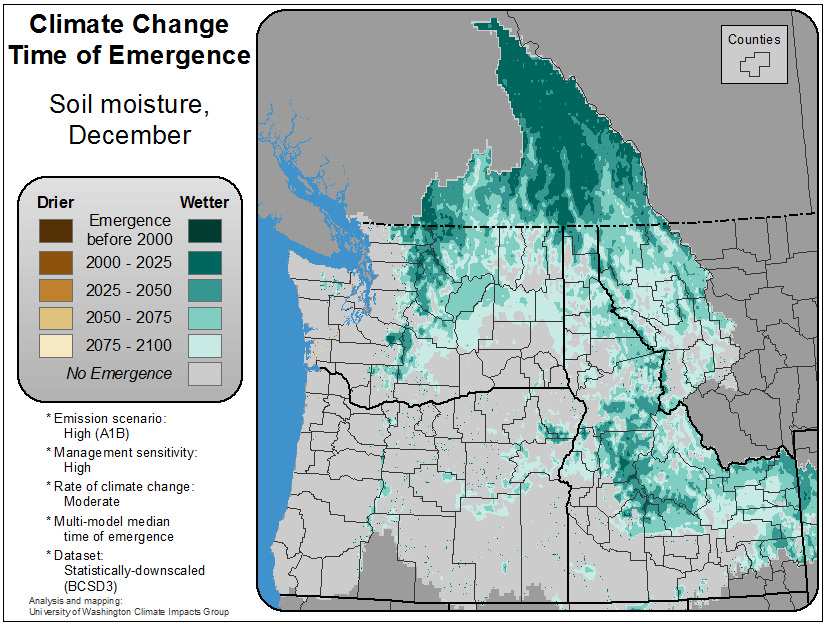 Climate Change
Time of Emergence
Soil moisture,
December
Drier Wetter
Emergence
before 2000
2000 - 2025
2025 - 2050
2050 - 2075
2075 - 2100
No Emergence
* Emission scenario:
High (A1B)
* Management sensitivity:
High
* Rate of climate change:
Moderate
* Multi-model median
time of emergence
* Dataset:
Statistically-downscaled
(BCSD3)
Analysis and mapping:
University of Washington Climate Impacts Group
Counties